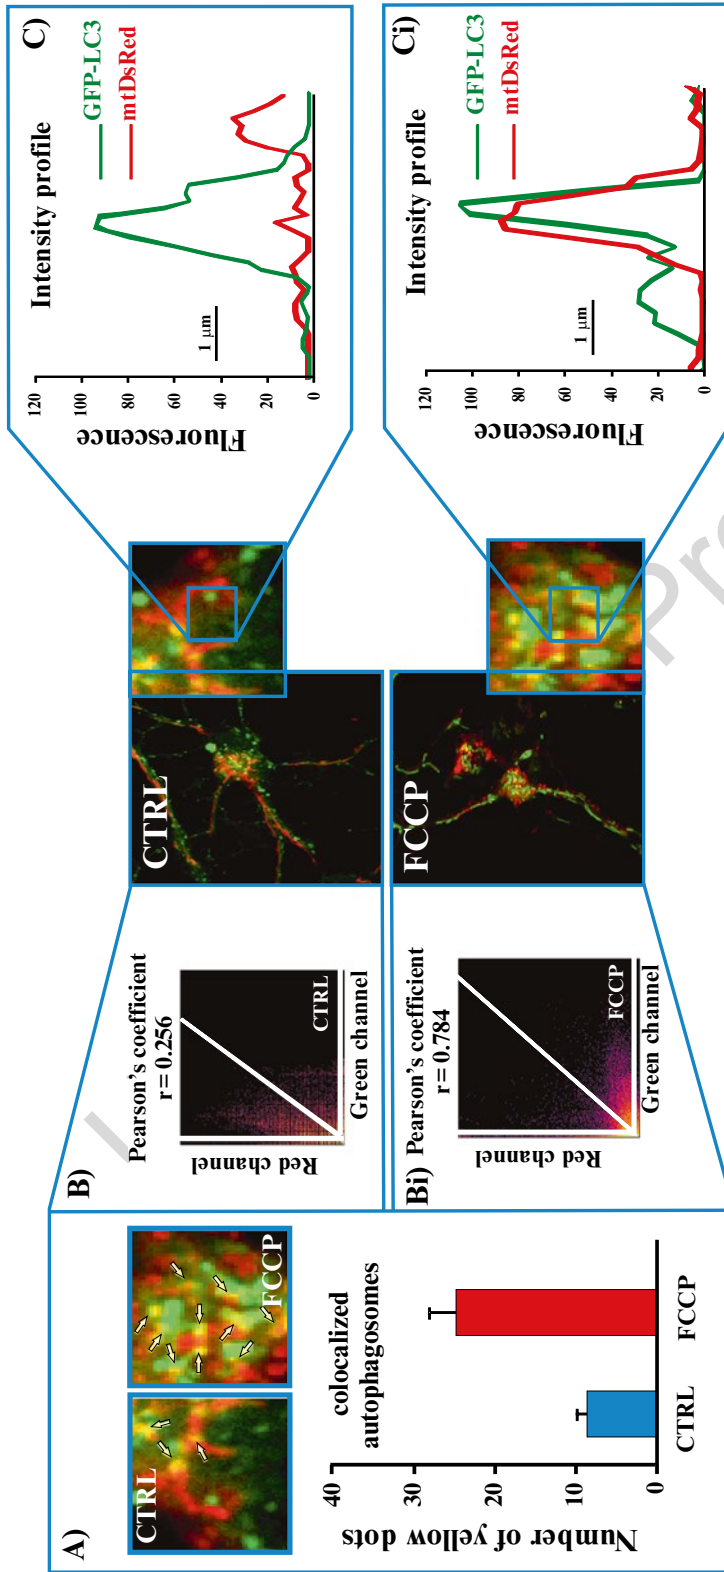 A)
CTRL
FCCP
colocalized
autophagosomes
Number of yellow dots
40
30
20
10
0
CTRL
FCCP
B)
Pearson's coefficient
r = 0.256
Red channel
CTRL
Green channel
Bi)
Pearson's coefficient
r = 0.784
Red channel
FCCP
Green channel
CTRL
FCCP
C)
Intensity profile
GFP-LC3
mtDsRed
1 µm
Fluorescence
120
100
80
60
40
20
0
Ci)
Intensity profile
GFP-LC3
mtDsRed
1 µm
Fluorescence
120
100
80
60
40
20
0